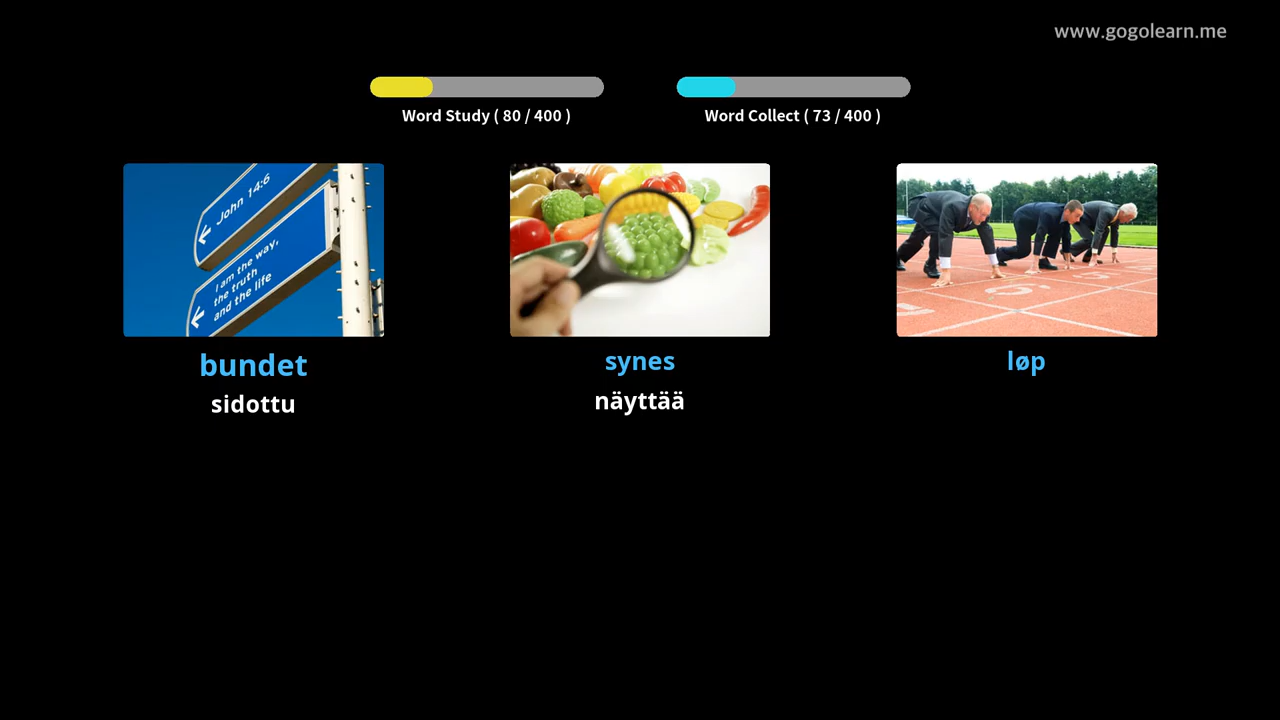 www.gogolearn.me
Word Study ( 80 / 400 )
Word Collect ( 73 / 400 )
John 14:6
I am the way,
the truth
and the life
bundet
synes
løp
sidottu
näyttää